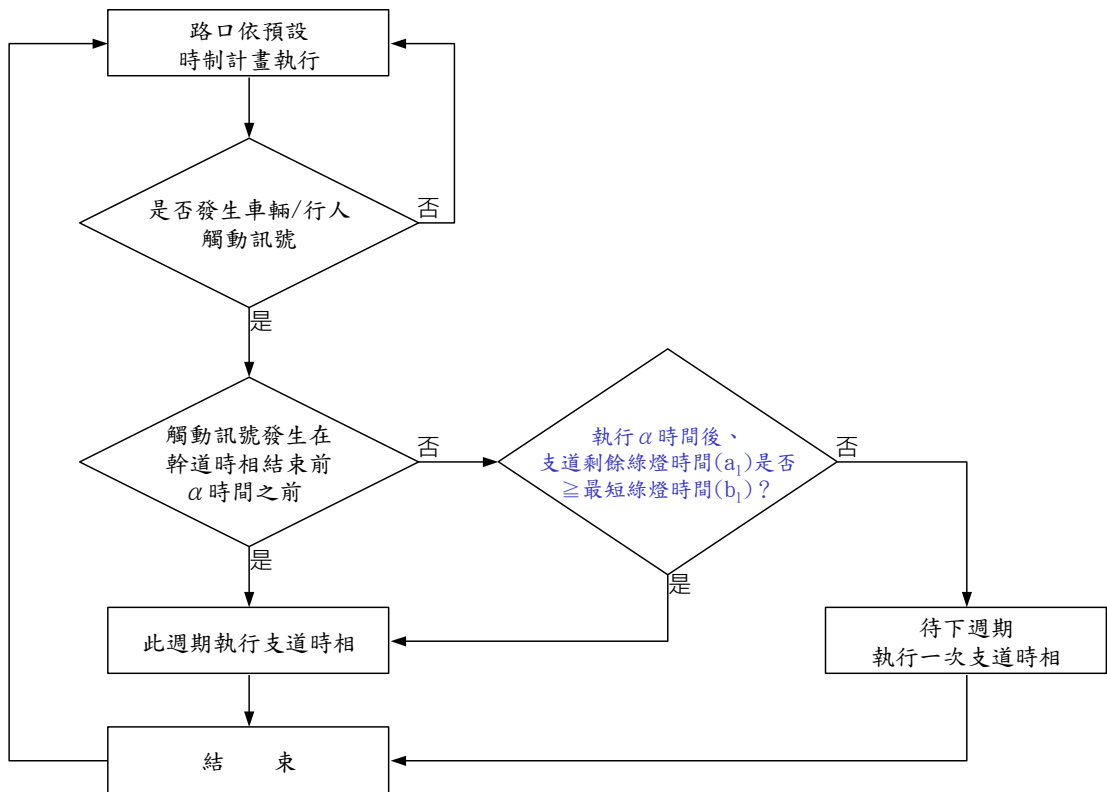 路口依預設
時制計畫執行
是否發生車輛/行人
觸動訊號
否
是
觸動訊號發生在
幹道時相結束前
α時間之前
否
執行α時間後、
支道剩餘綠燈時間(a₁)是否
≧最短綠燈時間(b₁)？
否
是
是
此週期執行支道時相
待下週期
執行一次支道時相
結 束